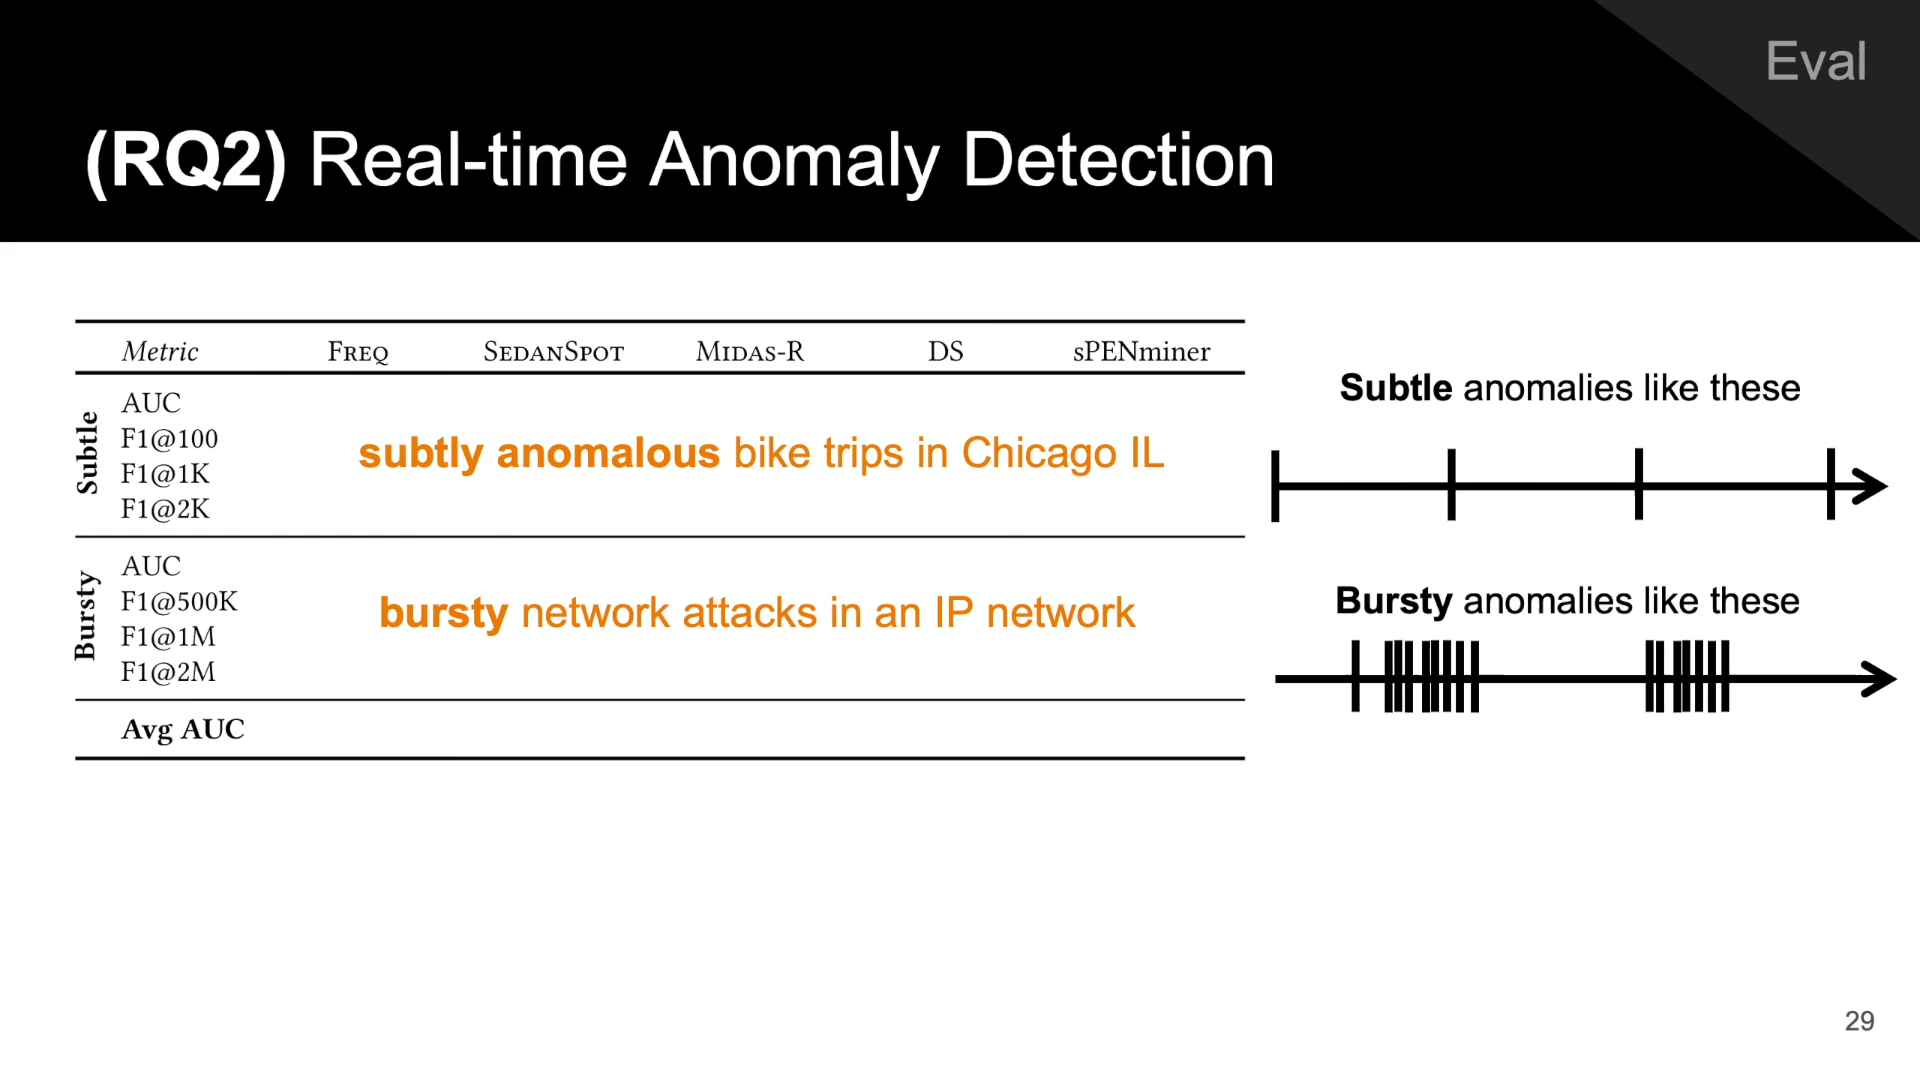 Eval
(RQ2) Real-time Anomaly Detection
Metric FREQ SEDANSPOT MIDAS-R DS sPENminer
Subtle
AUC
F1@100
F1@1K
F1@2K
subtly anomalous bike trips in Chicago IL
Bursty
AUC
F1@500K
F1@1M
F1@2M
bursty network attacks in an IP network
Avg AUC
Subtle anomalies like these
Bursty anomalies like these
29